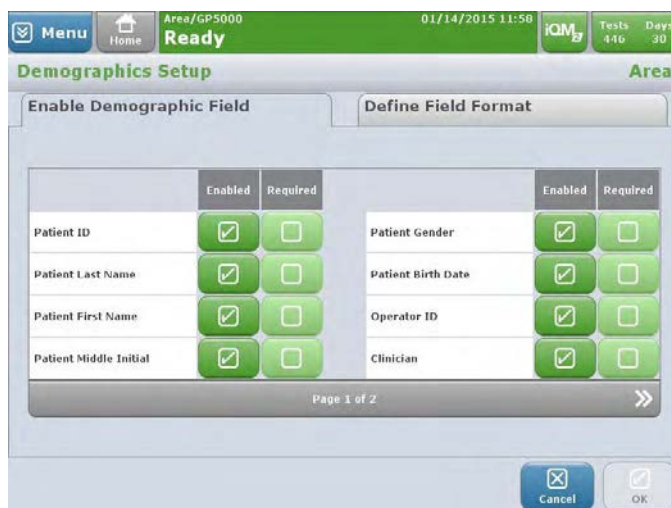 Menu
Home
Area/GP5000
01/14/2015 11:50
Ready
iQM2
Tests Days
446 30
Demographics Setup
Area
Enable Demographic Field
Define Field Format
Enabled Required
Enabled Required
Patient ID
Patient Gender
Patient Last Name
Patient Birth Date
Patient First Name
Operator ID
Patient Middle Initial
Clinician
Page 1 of 2
Cancel
OK